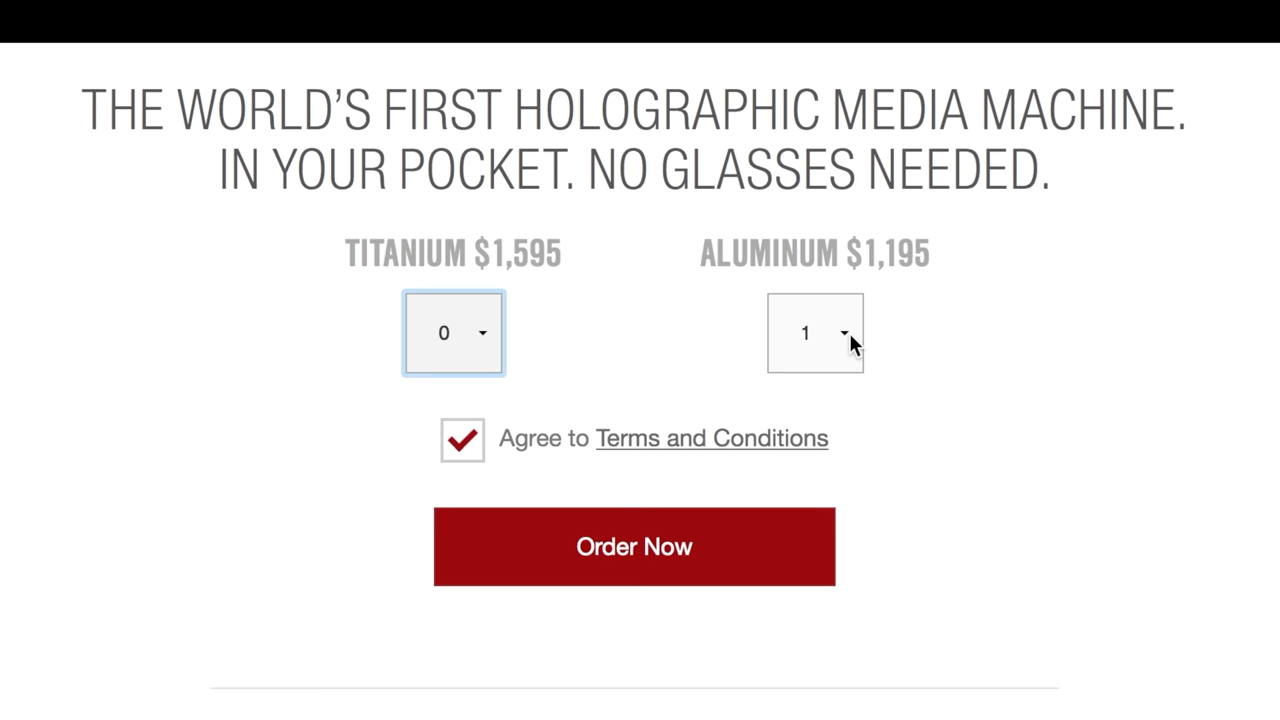 THE WORLD’S FIRST HOLOGRAPHIC MEDIA MACHINE.
IN YOUR POCKET. NO GLASSES NEEDED.
TITANIUM $1,595 ALUMINUM $1,195
0 1
Agree to Terms and Conditions
Order Now